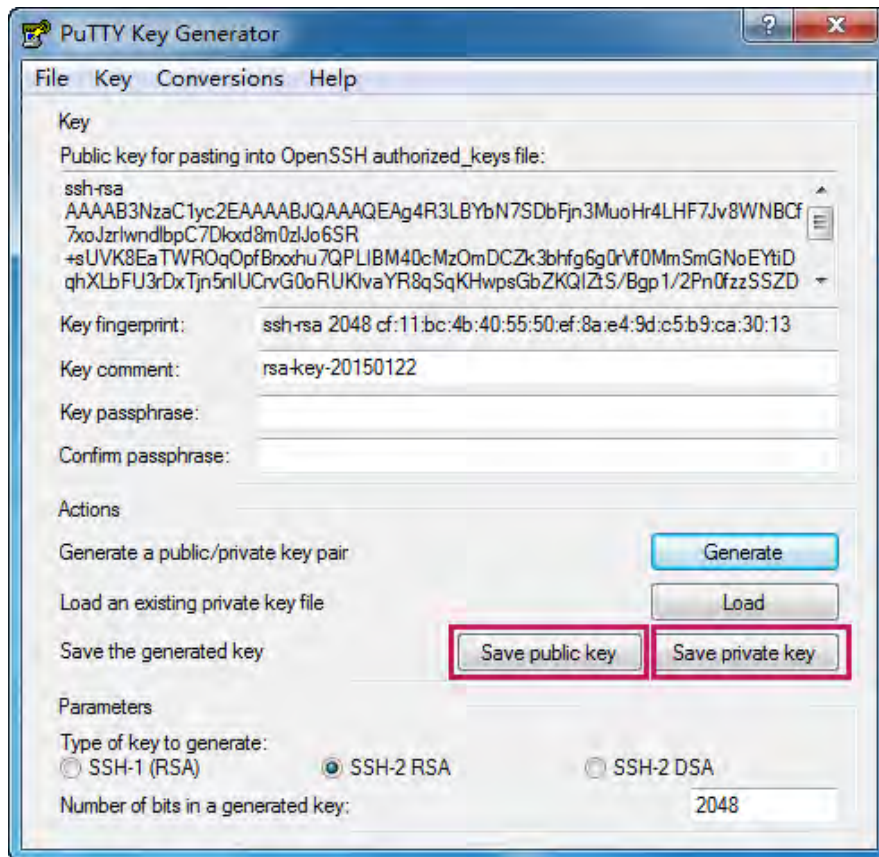 PuTTY Key Generator
File Key Conversions Help
Key
Public key for pasting into OpenSSH authorized_keys file:
ssh-rsa
AAAAB3NzaC1yc2EAAAABJQAAAQEAg4R3LBYbN7SDbFjn3MuoHr4LHF7Jv8WNBCf
7xoJzrlwndlbpC7Dkxd8m0zlJo6SR
+sUVK8EaTWROqOpfBrxxhu7QPLIBM40cMzOmDCZk3bhfg6g0rVf0MmSmGNoEYtiD
qhXLbFU3rDxTjn5nlUCrvG0oRUKlvaYR8qSqKHwpsGbZKQlZtS/Bgp1/2Pn0fzzSSZD
Key fingerprint: ssh-rsa 2048 cf:11:bc:4b:40:55:50:ef:8a:e4:9d:c5:b9:ca:30:13
Key comment: rsa-key-20150122
Key passphrase:
Confirm passphrase:
Actions
Generate a public/private key pair Generate
Load an existing private key file Load
Save the generated key Save public key Save private key
Parameters
Type of key to generate:
SSH-1 (RSA) SSH-2 RSA SSH-2 DSA
Number of bits in a generated key: 2048